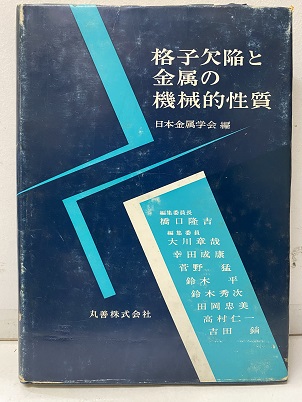 格子欠陥と
金属の
機械的性質
日本金属学会 編
編集委員長
橋口隆吉
編集委員
大川章哉
幸田成康
菅野 猛
鈴木 平
鈴木秀次
田岡忠美
高村仁一
吉田 鎬
丸善株式会社